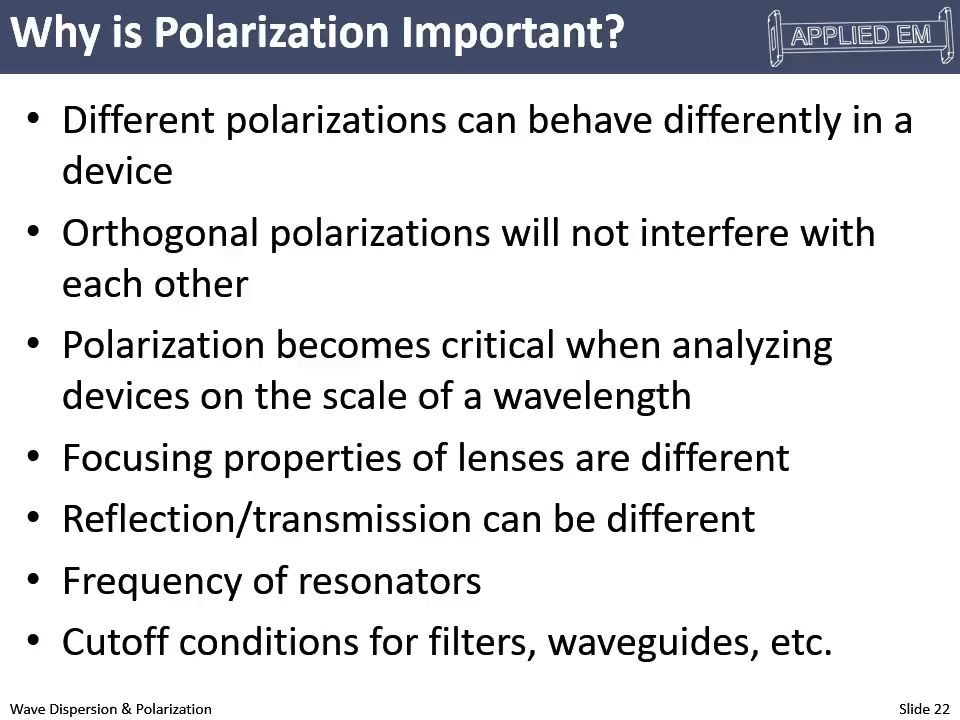 Why is Polarization Important?
APPLIED EM
• Different polarizations can behave differently in a
device
• Orthogonal polarizations will not interfere with
each other
• Polarization becomes critical when analyzing
devices on the scale of a wavelength
• Focusing properties of lenses are different
• Reflection/transmission can be different
• Frequency of resonators
• Cutoff conditions for filters, waveguides, etc.
Wave Dispersion & Polarization
Slide 22